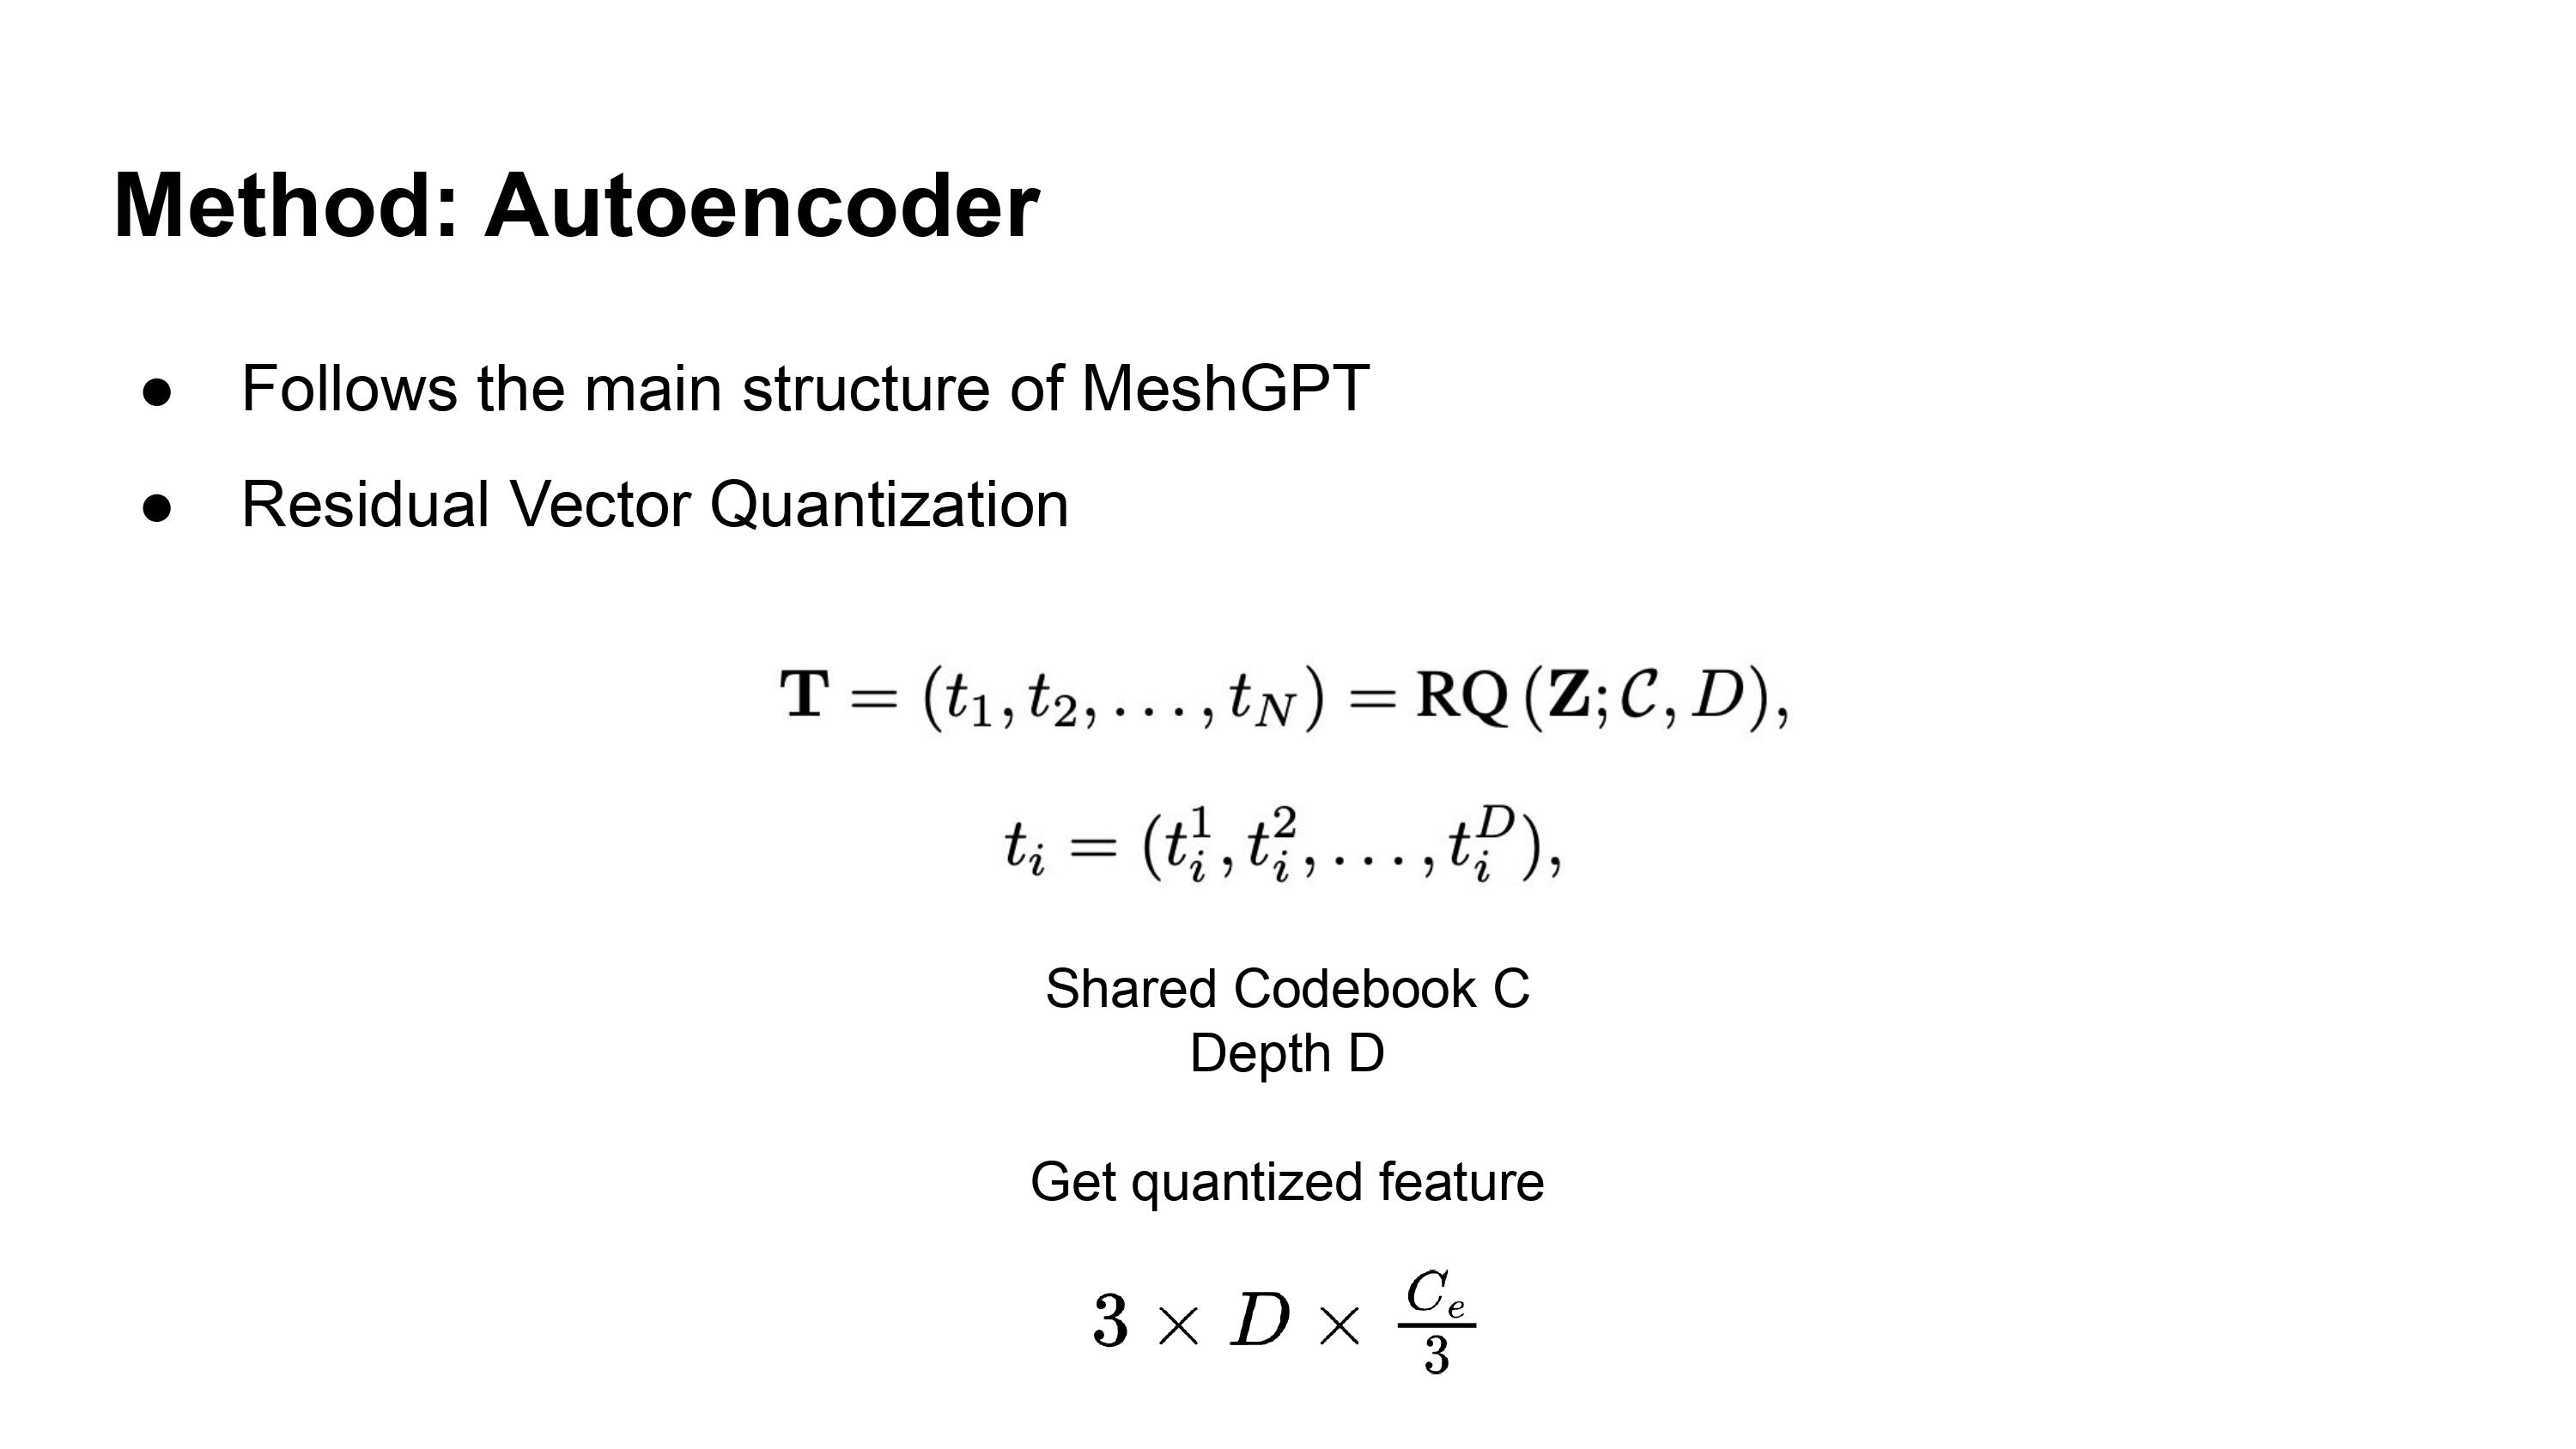 Method: Autoencoder
● Follows the main structure of MeshGPT
● Residual Vector Quantization
$\mathbf{T} = (t_1, t_2, \ldots, t_N) = \mathrm{RQ}(\mathbf{Z}; \mathcal{C}, D),$
$t_i = (t_i^1, t_i^2, \ldots, t_i^D),$
Shared Codebook C
Depth D
Get quantized feature
$3 \times D \times \frac{C_e}{3}$